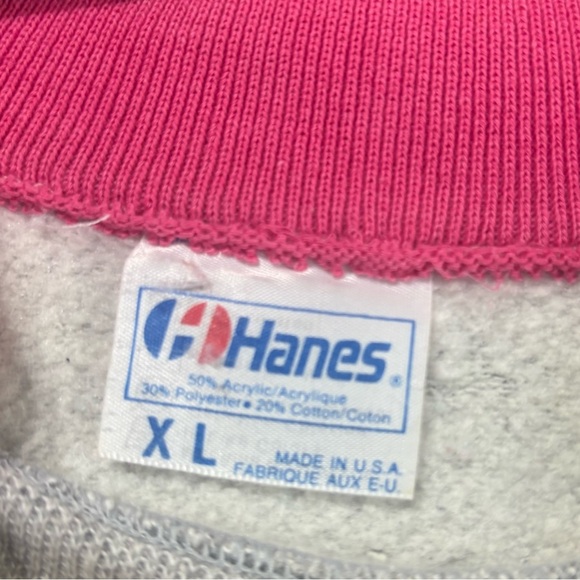 Hanes®
50% Acrylic/Acrylique
30% Polyester • 20% Cotton/Coton
XL
MADE IN U.S.A.
FABRIQUE AUX E-U.